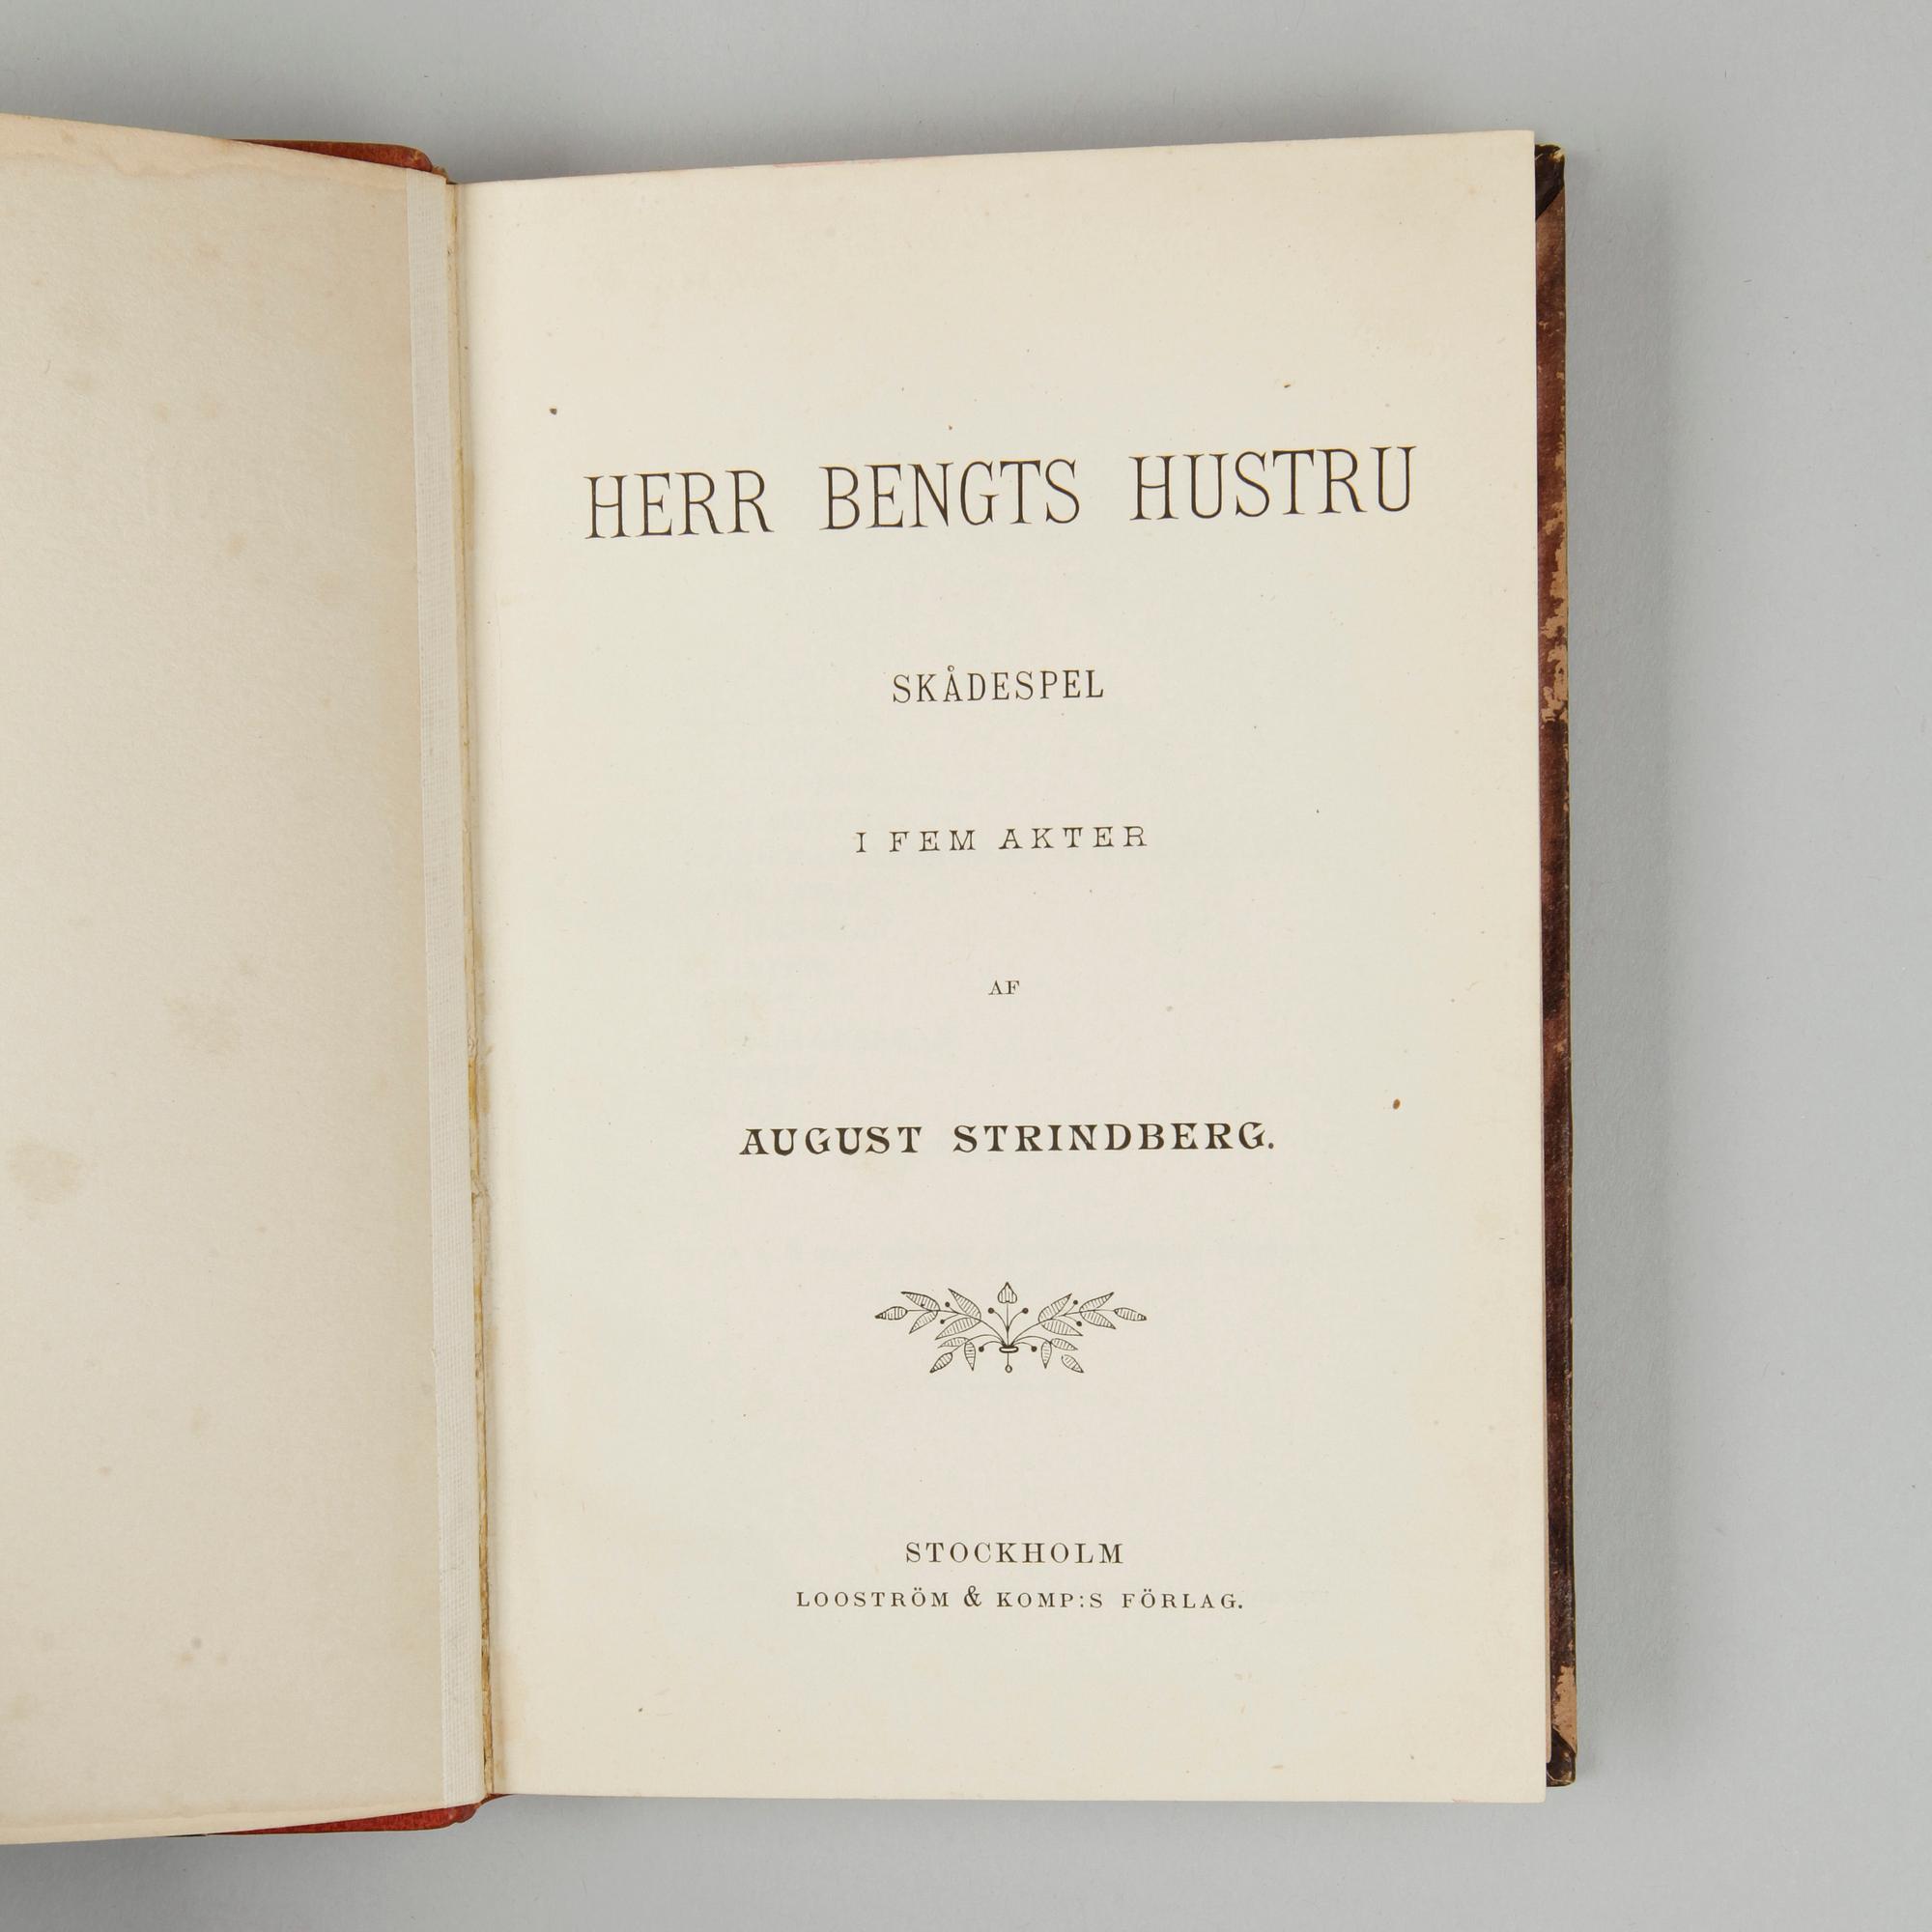 HERR BENGTS HUSTRU
SKÅDESPEL
I FEM AKTER
AF
AUGUST STRINDBERG.
STOCKHOLM
LOOSTRÖM & KOMP:S FÖRLAG.